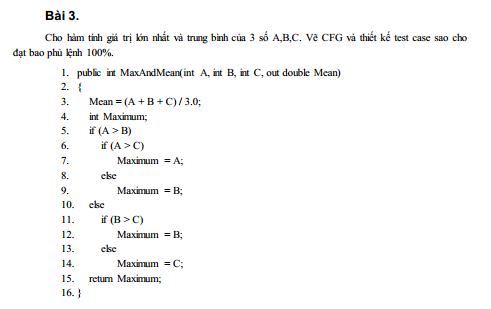 Bài 3.
Cho hàm tính giá trị lớn nhất và trung bình của 3 số A,B,C. Vẽ CFG và thiết kế test case sao cho
đạt bao phủ lệnh 100%.
1. public int MaxAndMean(int A, int B, int C, out double Mean)
2. {
3. Mean = (A + B + C) / 3.0;
4. int Maximum;
5. if (A > B)
6. if (A > C)
7. Maximum = A;
8. else
9. Maximum = B;
10. else
11. if (B > C)
12. Maximum = B;
13. else
14. Maximum = C;
15. return Maximum;
16. }